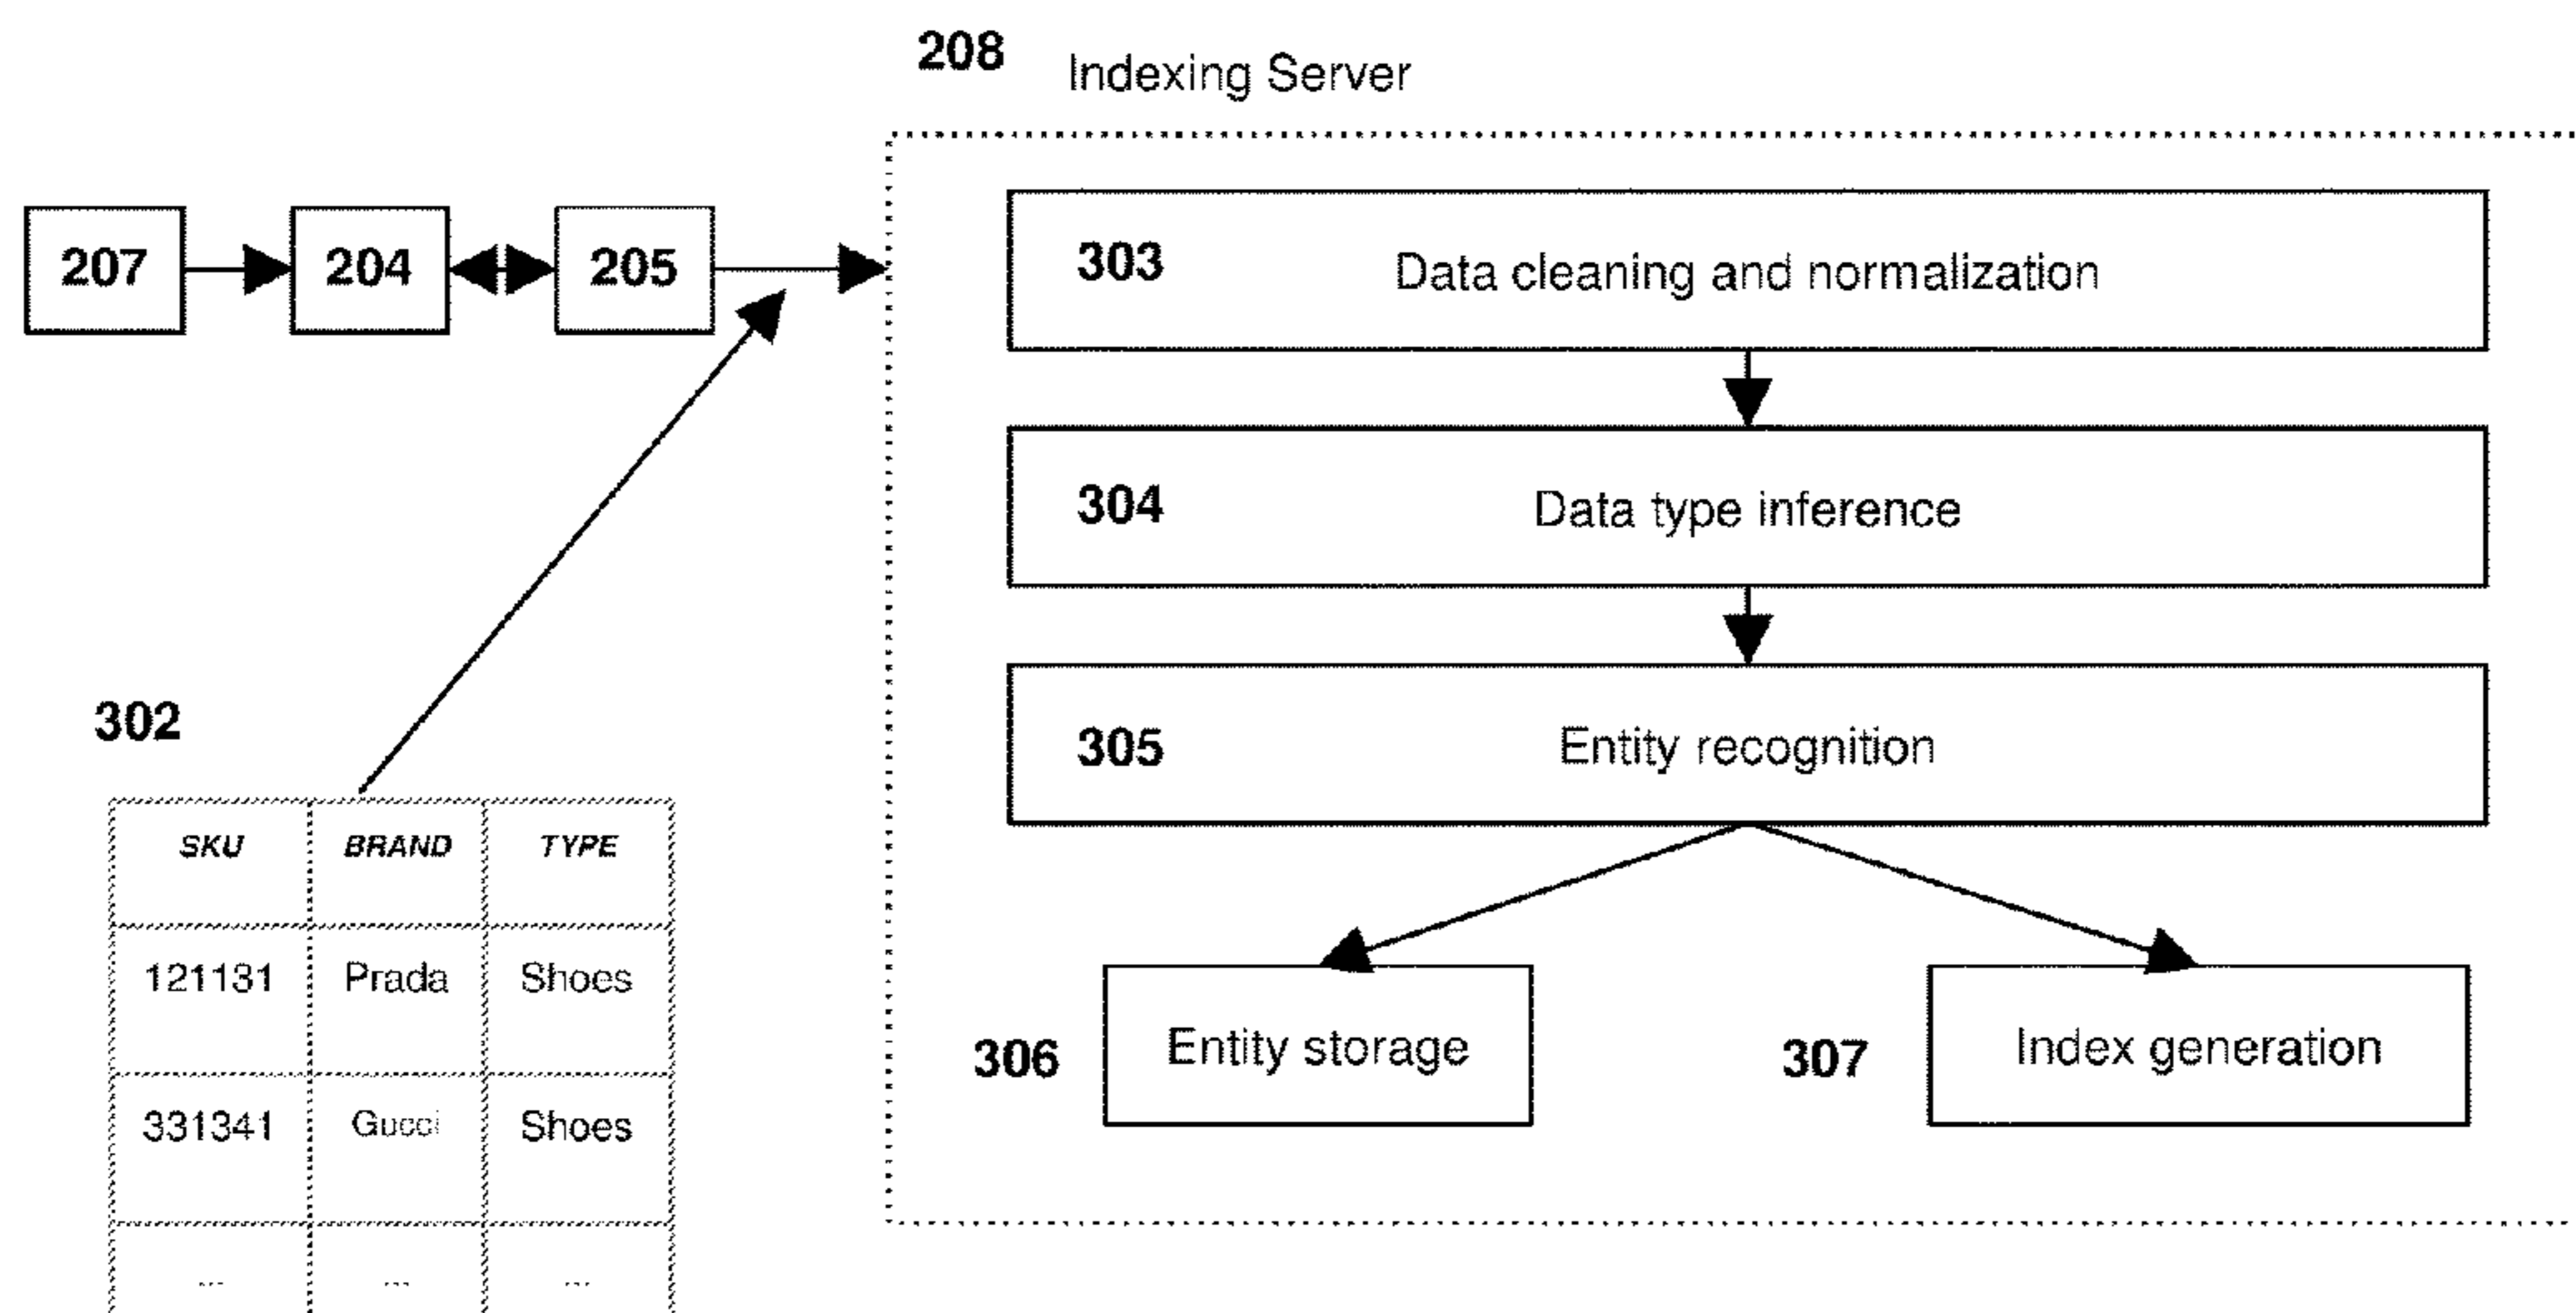 208 Indexing Server
207 204 205
303 Data cleaning and normalization
304 Data type inference
305 Entity recognition
306 Entity storage
307 Index generation
302
SKU BRAND TYPE
121131 Prada Shoes
331341 Gucci Shoes
... ... ...